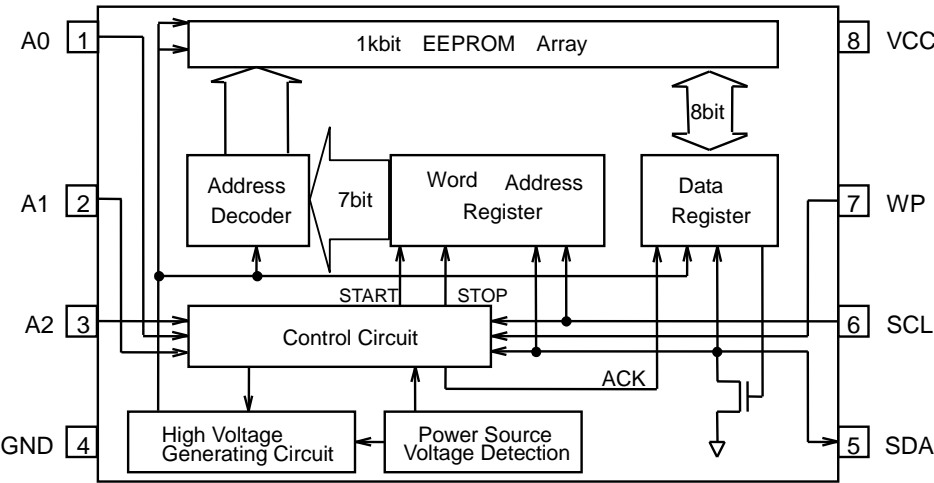 A0 1
1kbit EEPROM Array
8 VCC
8bit
A1 2
Address
Decoder
7bit
Word Address
Register
Data
Register
7 WP
START STOP
A2 3
Control Circuit
6 SCL
ACK
GND 4
High Voltage
Generating Circuit
Power Source
Voltage Detection
5 SDA